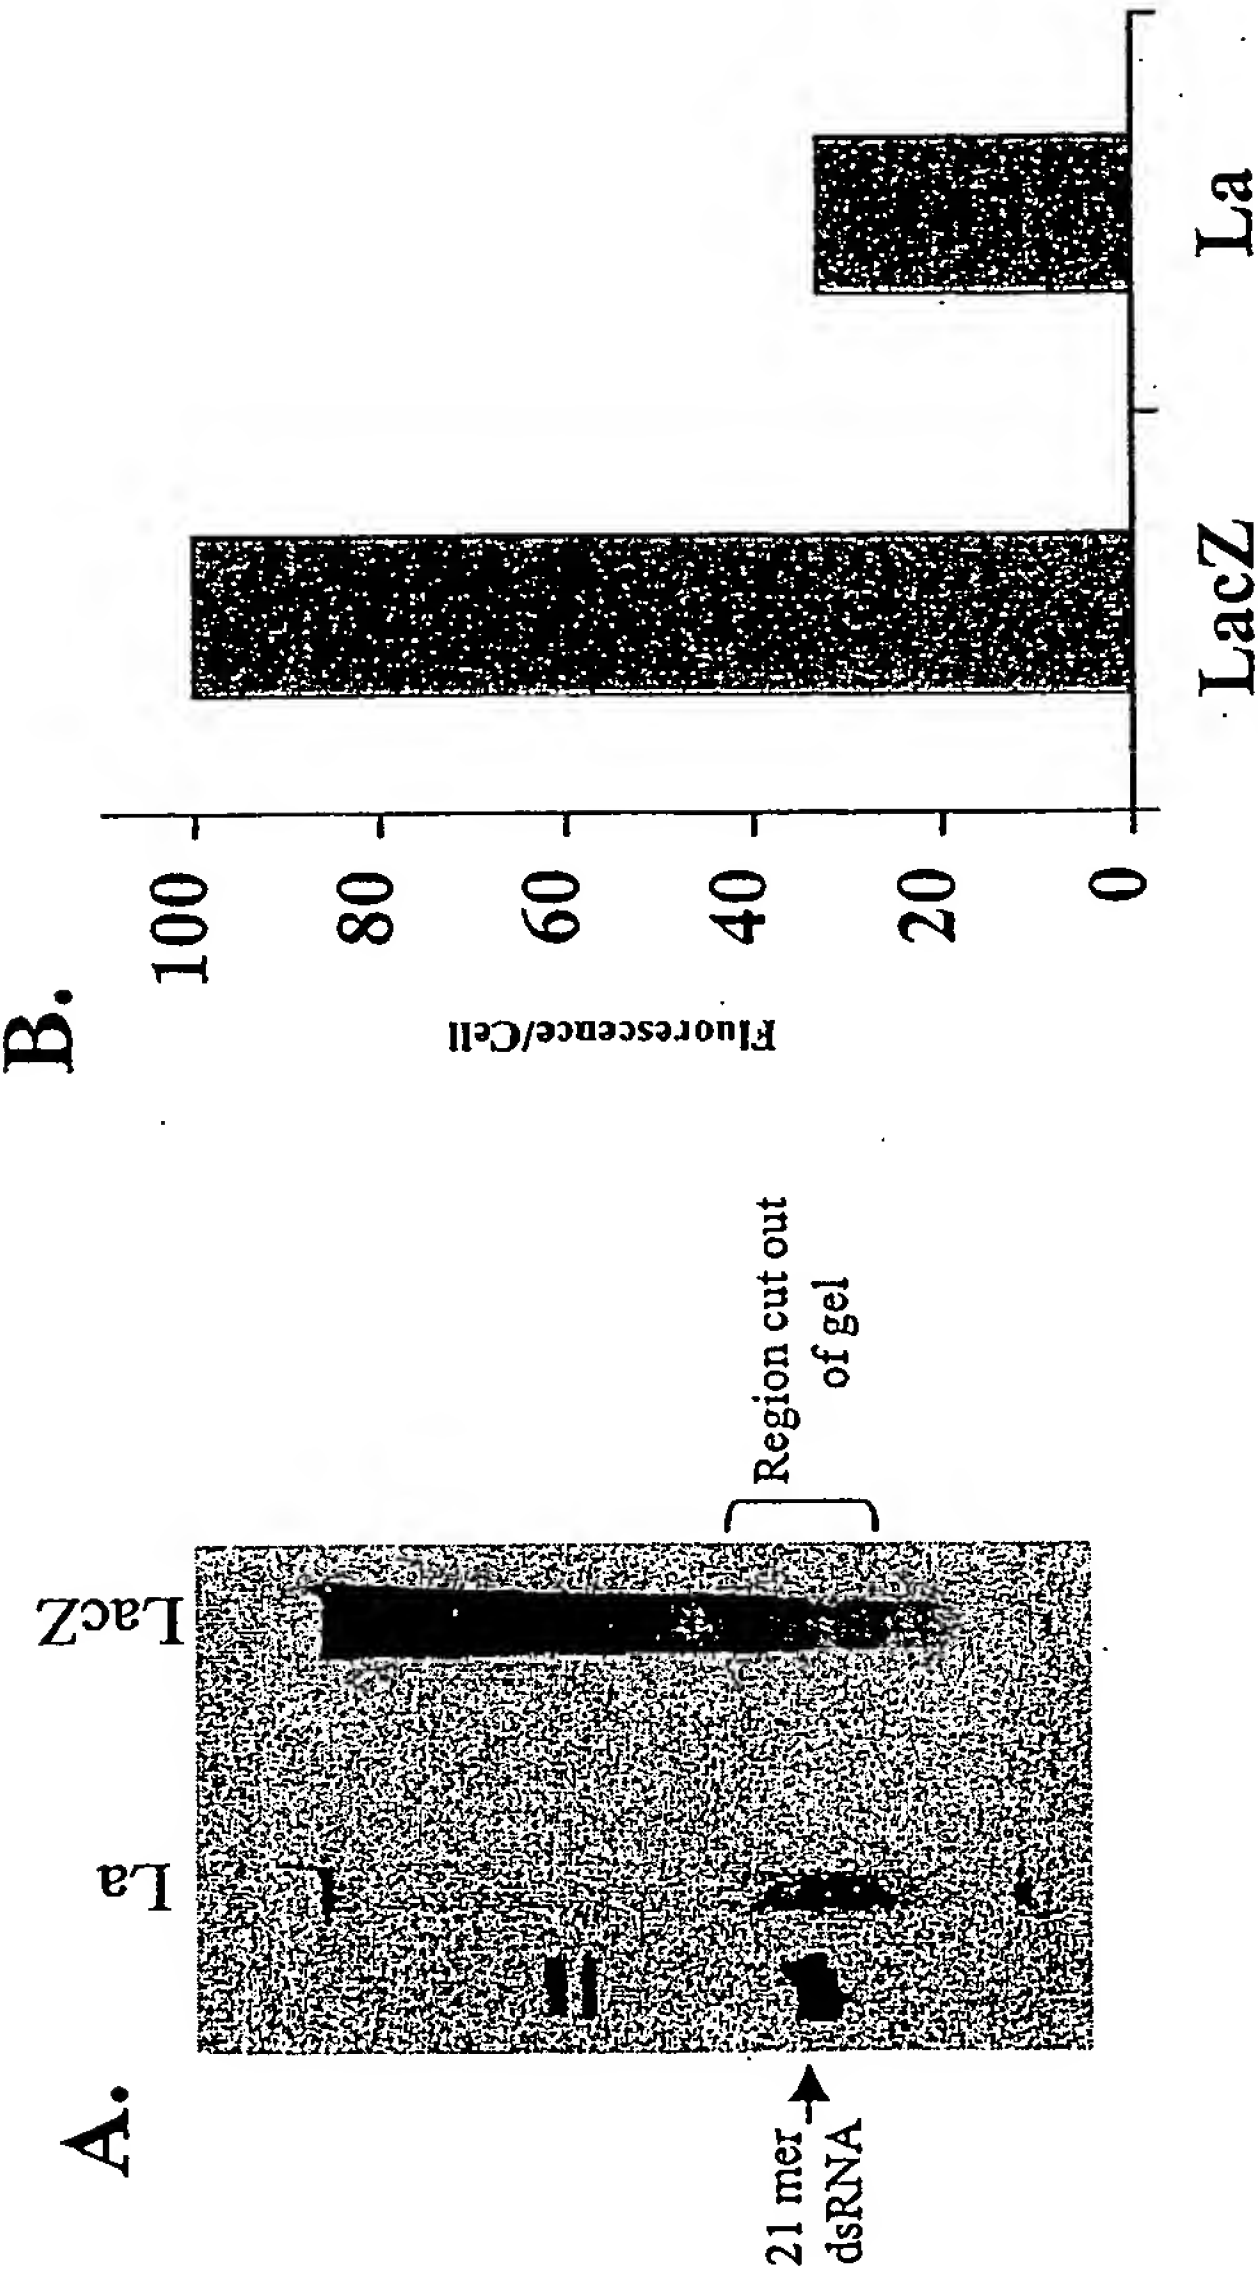 A.
La
LacZ
21 mer
dsRNA
Region cut out
of gel
B.
Fluorescence/Cell
100
80
60
40
20
0
LacZ
La